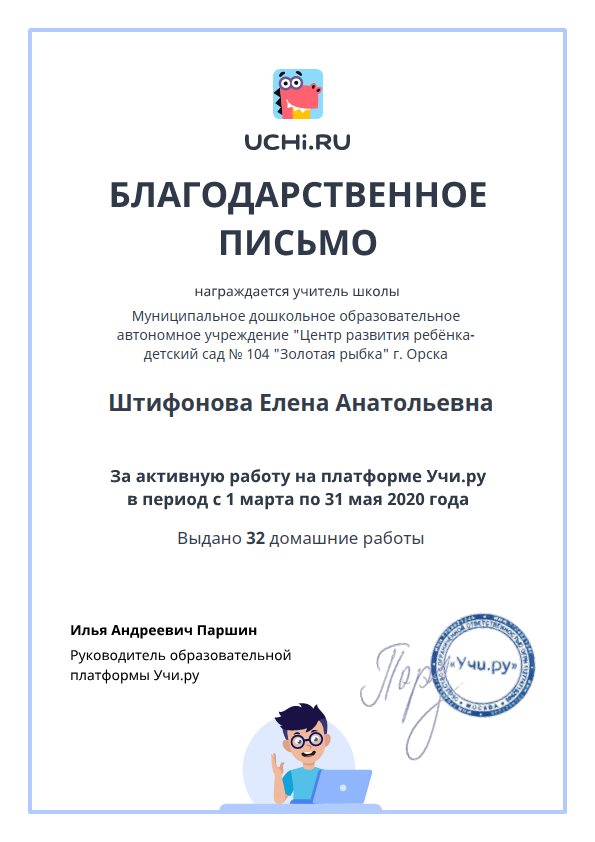 UCHi.RU
БЛАГОДАРСТВЕННОЕ
ПИСЬМО
награждается учитель школы
Муниципальное дошкольное образовательное
автономное учреждение "Центр развития ребёнка-
детский сад № 104 "Золотая рыбка" г. Орска
Штифонова Елена Анатольевна
За активную работу на платформе Учи.ру
в период с 1 марта по 31 мая 2020 года
Выдано 32 домашние работы
Илья Андреевич Паршин
Руководитель образовательной
платформы Учи.ру
«Учи.ру»
МОСКВА